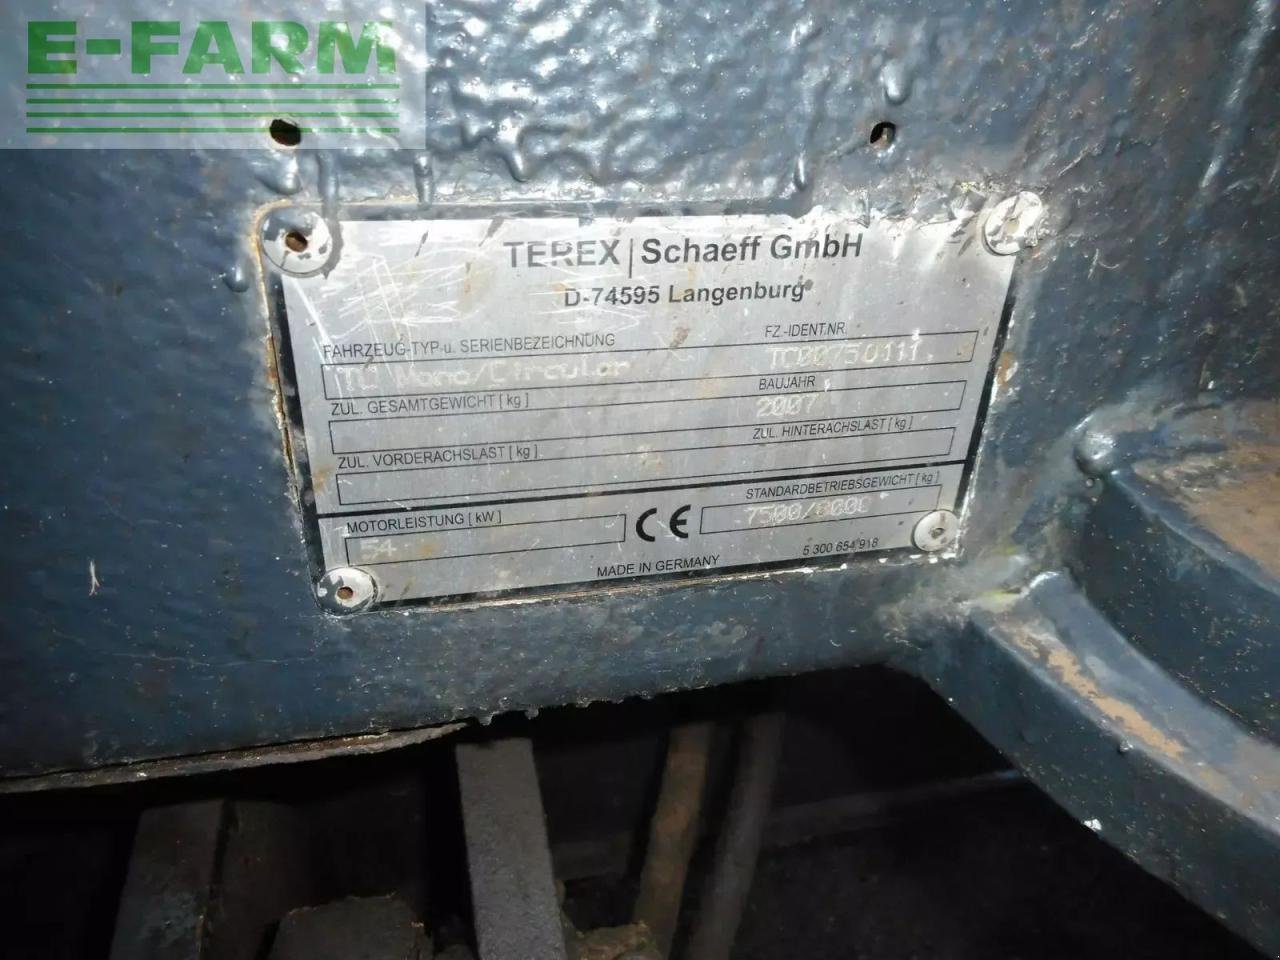 E-FARM
TEREX | Schaeff GmbH
D-74595 Langenburg
FAHRZEUG-TYP-u. SERIENBEZEICHNUNG
FZ.-IDENT.NR.
Mono/Circular
BAUJAHR
2007
ZUL. GESAMTGEWICHT [ kg ]
ZUL. HINTERACHSLAST [ kg ]
ZUL. VORDERACHSLAST [ kg ]
STANDARDBETRIEBSGEWICHT [ kg ]
MOTORLEISTUNG [ kW ]
54
CE
MADE IN GERMANY
5 300 654 918